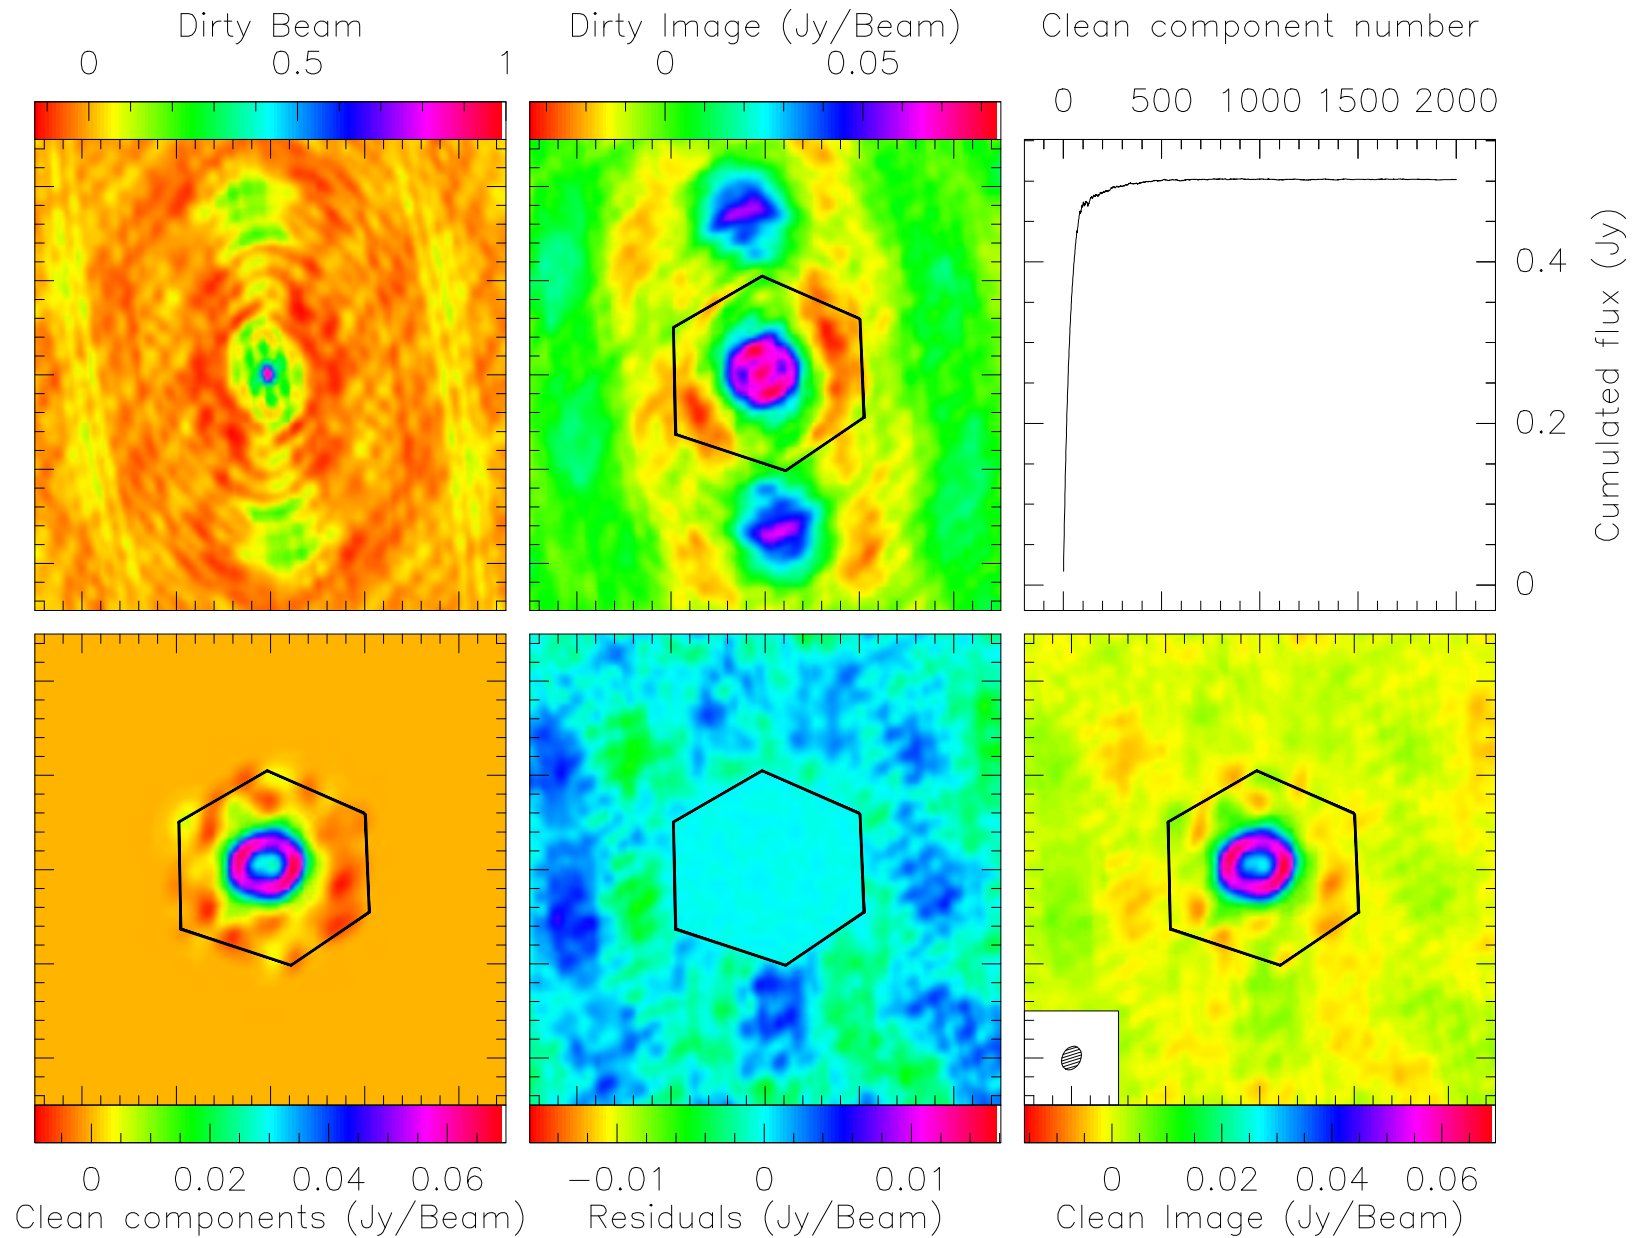 Dirty Beam
0 0.5 1
Dirty Image (Jy/Beam)
0 0.05
Clean component number
0 500 1000 1500 2000
0.4
0.2
0
Cumulated flux (Jy)
0 0.02 0.04 0.06
Clean components (Jy/Beam)
−0.01 0 0.01
Residuals (Jy/Beam)
0 0.02 0.04 0.06
Clean Image (Jy/Beam)